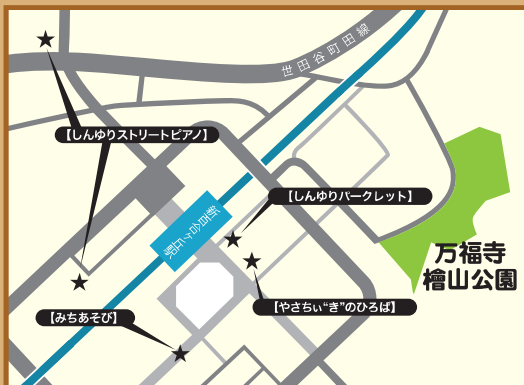 世田谷町田線
【しんゆりストリートピアノ】
【しんゆりパークレット】
新百合ヶ丘駅
万福寺
檜山公園
【やさちぃ“き”のひろば】
【みちあそび】